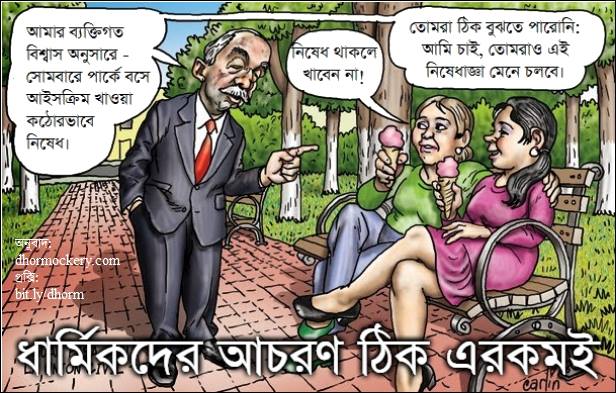 আমার ব্যক্তিগত
বিশ্বাস অনুসারে -
সোমবারে পার্কে বসে
আইসক্রিম খাওয়া
কঠোরভাবে
নিষেধ।
নিষেধ থাকলে
খাবেন না!
তোমরা ঠিক বুঝতে পারোনি:
আমি চাই, তোমরাও এই
নিষেধাজ্ঞা মেনে চলবে।
অনুবাদ:
dhormockery.com
প্রক্সি:
bit.ly/dhorm
ধার্মিকদের আচরণ ঠিক এরকমই
carlin